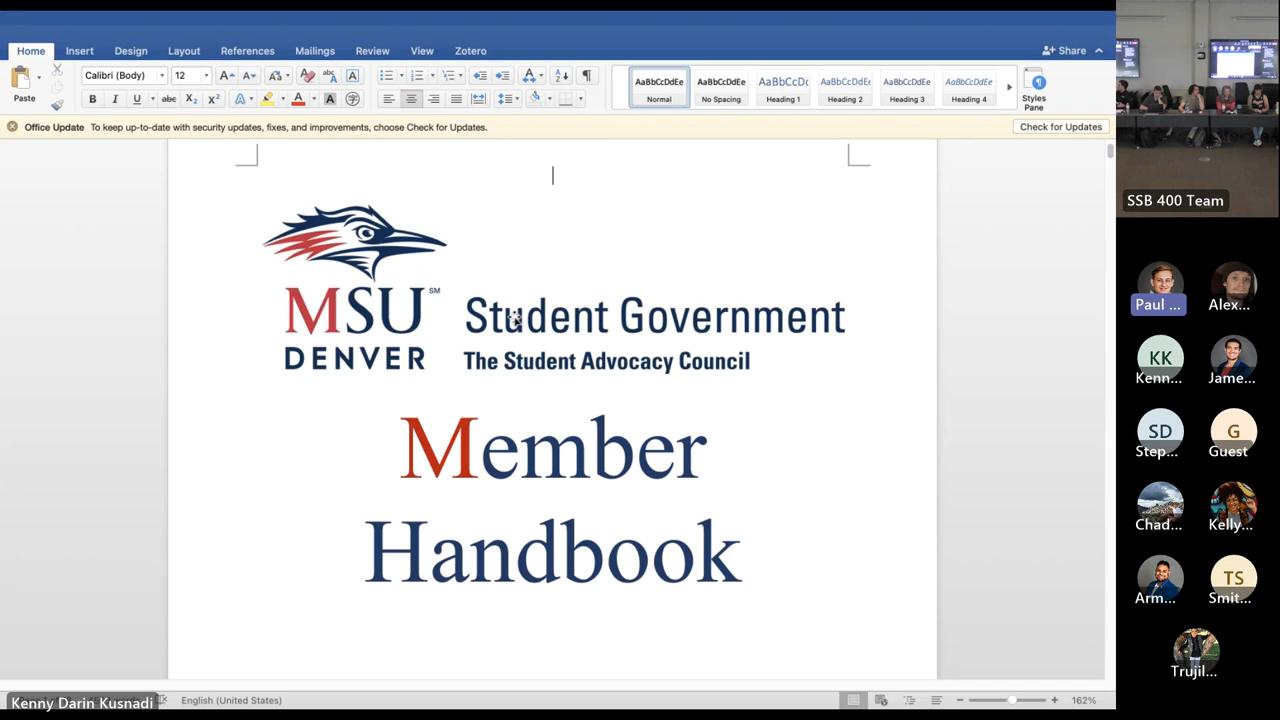 Home Insert Design Layout References Mailings Review View Zotero Share
Calibri (Body) 12
Paste
AaBbCcDdEe AaBbCcDdEe AaBbCcDc AaBbCcDdEe AaBbCcDdEe AaBbCcDdEe
Normal No Spacing Heading 1 Heading 2 Heading 3 Heading 4 Styles Pane
Office Update To keep up-to-date with security updates, fixes, and improvements, choose Check for Updates. Check for Updates
MSU SM
DENVER
Student Government
The Student Advocacy Council
Member
Handbook
English (United States) 162%
Kenny Darin Kusnadi
SSB 400 Team
Paul ... Alex...
KK
Kenn... Jame...
SD G
Step... Guest
Chad... Kelly...
TS
Arm... Smit...
Trujil...